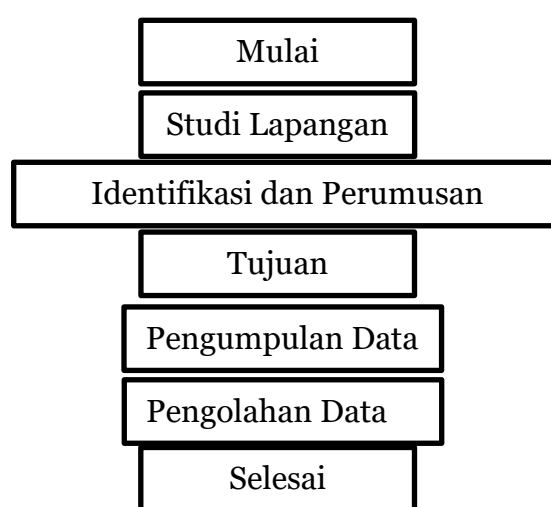 Mulai
Studi Lapangan
Identifikasi dan Perumusan
Tujuan
Pengumpulan Data
Pengolahan Data
Selesai